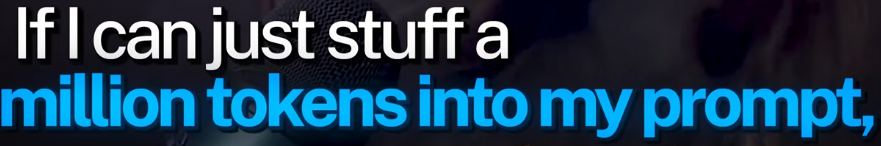 If I can just stuff a
million tokens into my prompt,